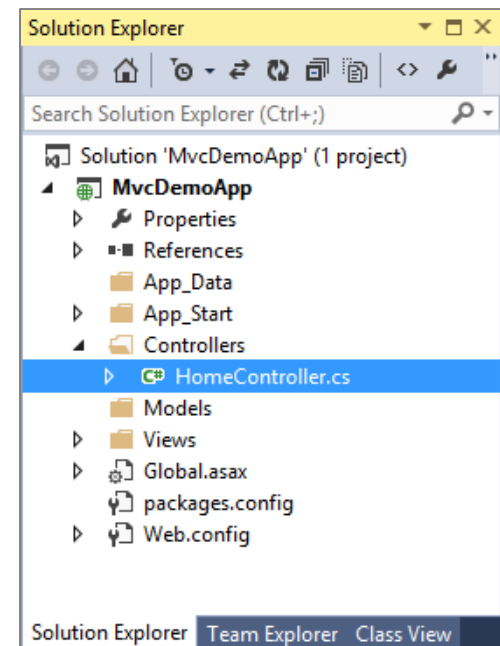 Solution Explorer
Search Solution Explorer (Ctrl+;)
Solution 'MvcDemoApp' (1 project)
MvcDemoApp
Properties
References
App_Data
App_Start
Controllers
C# HomeController.cs
Models
Views
Global.asax
packages.config
Web.config
Solution Explorer Team Explorer Class View